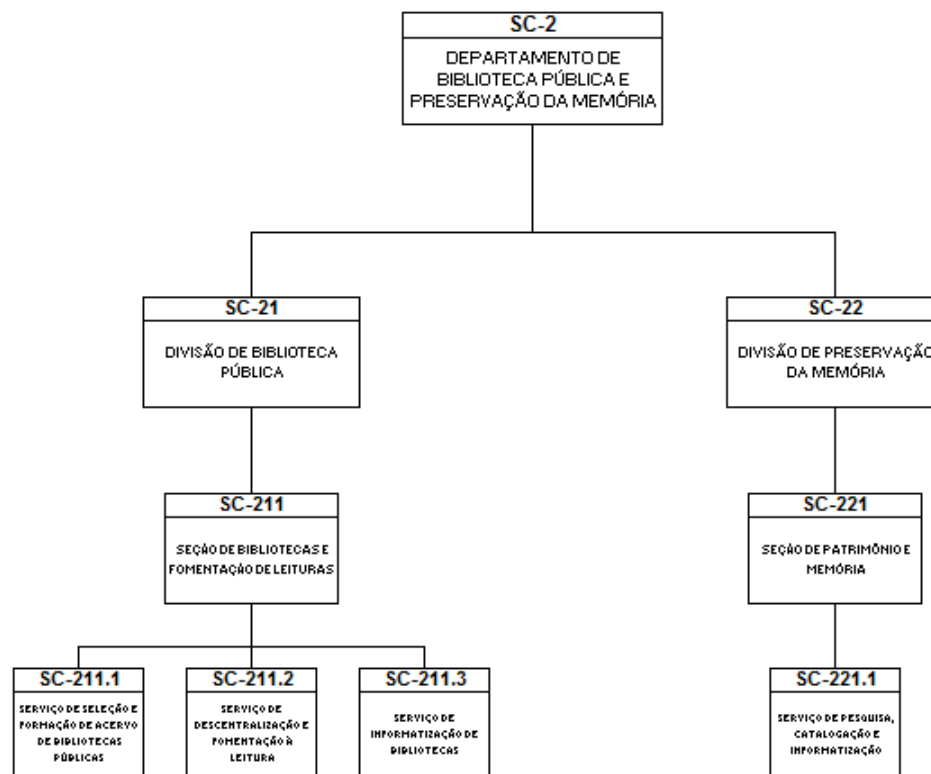 SC-2
DEPARTAMENTO DE
BIBLIOTECA PÚBLICA E
PRESERVAÇÃO DA MEMÓRIA
SC-21
DIVISÃO DE BIBLIOTECA
PÚBLICA
SC-22
DIVISÃO DE PRESERVAÇÃO
DA MEMÓRIA
SC-211
SEÇÃO DE BIBLIOTECAS E
FOMENTAÇÃO DE LEITURAS
SC-221
SEÇÃO DE PATRIMÔNIO E
MEMÓRIA
SC-211.1
SERVIÇO DE SELEÇÃO E
FORMAÇÃO DE ACERVO
DE BIBLIOTECAS
PÚBLICAS
SC-211.2
SERVIÇO DE
DESCENTRALIZAÇÃO E
FOMENTAÇÃO À
LEITURA
SC-211.3
SERVIÇO DE
INFORMATIZAÇÃO DE
BIBLIOTECAS
SC-221.1
SERVIÇO DE PESQUISA,
CATALOGAÇÃO E
INFORMATIZAÇÃO